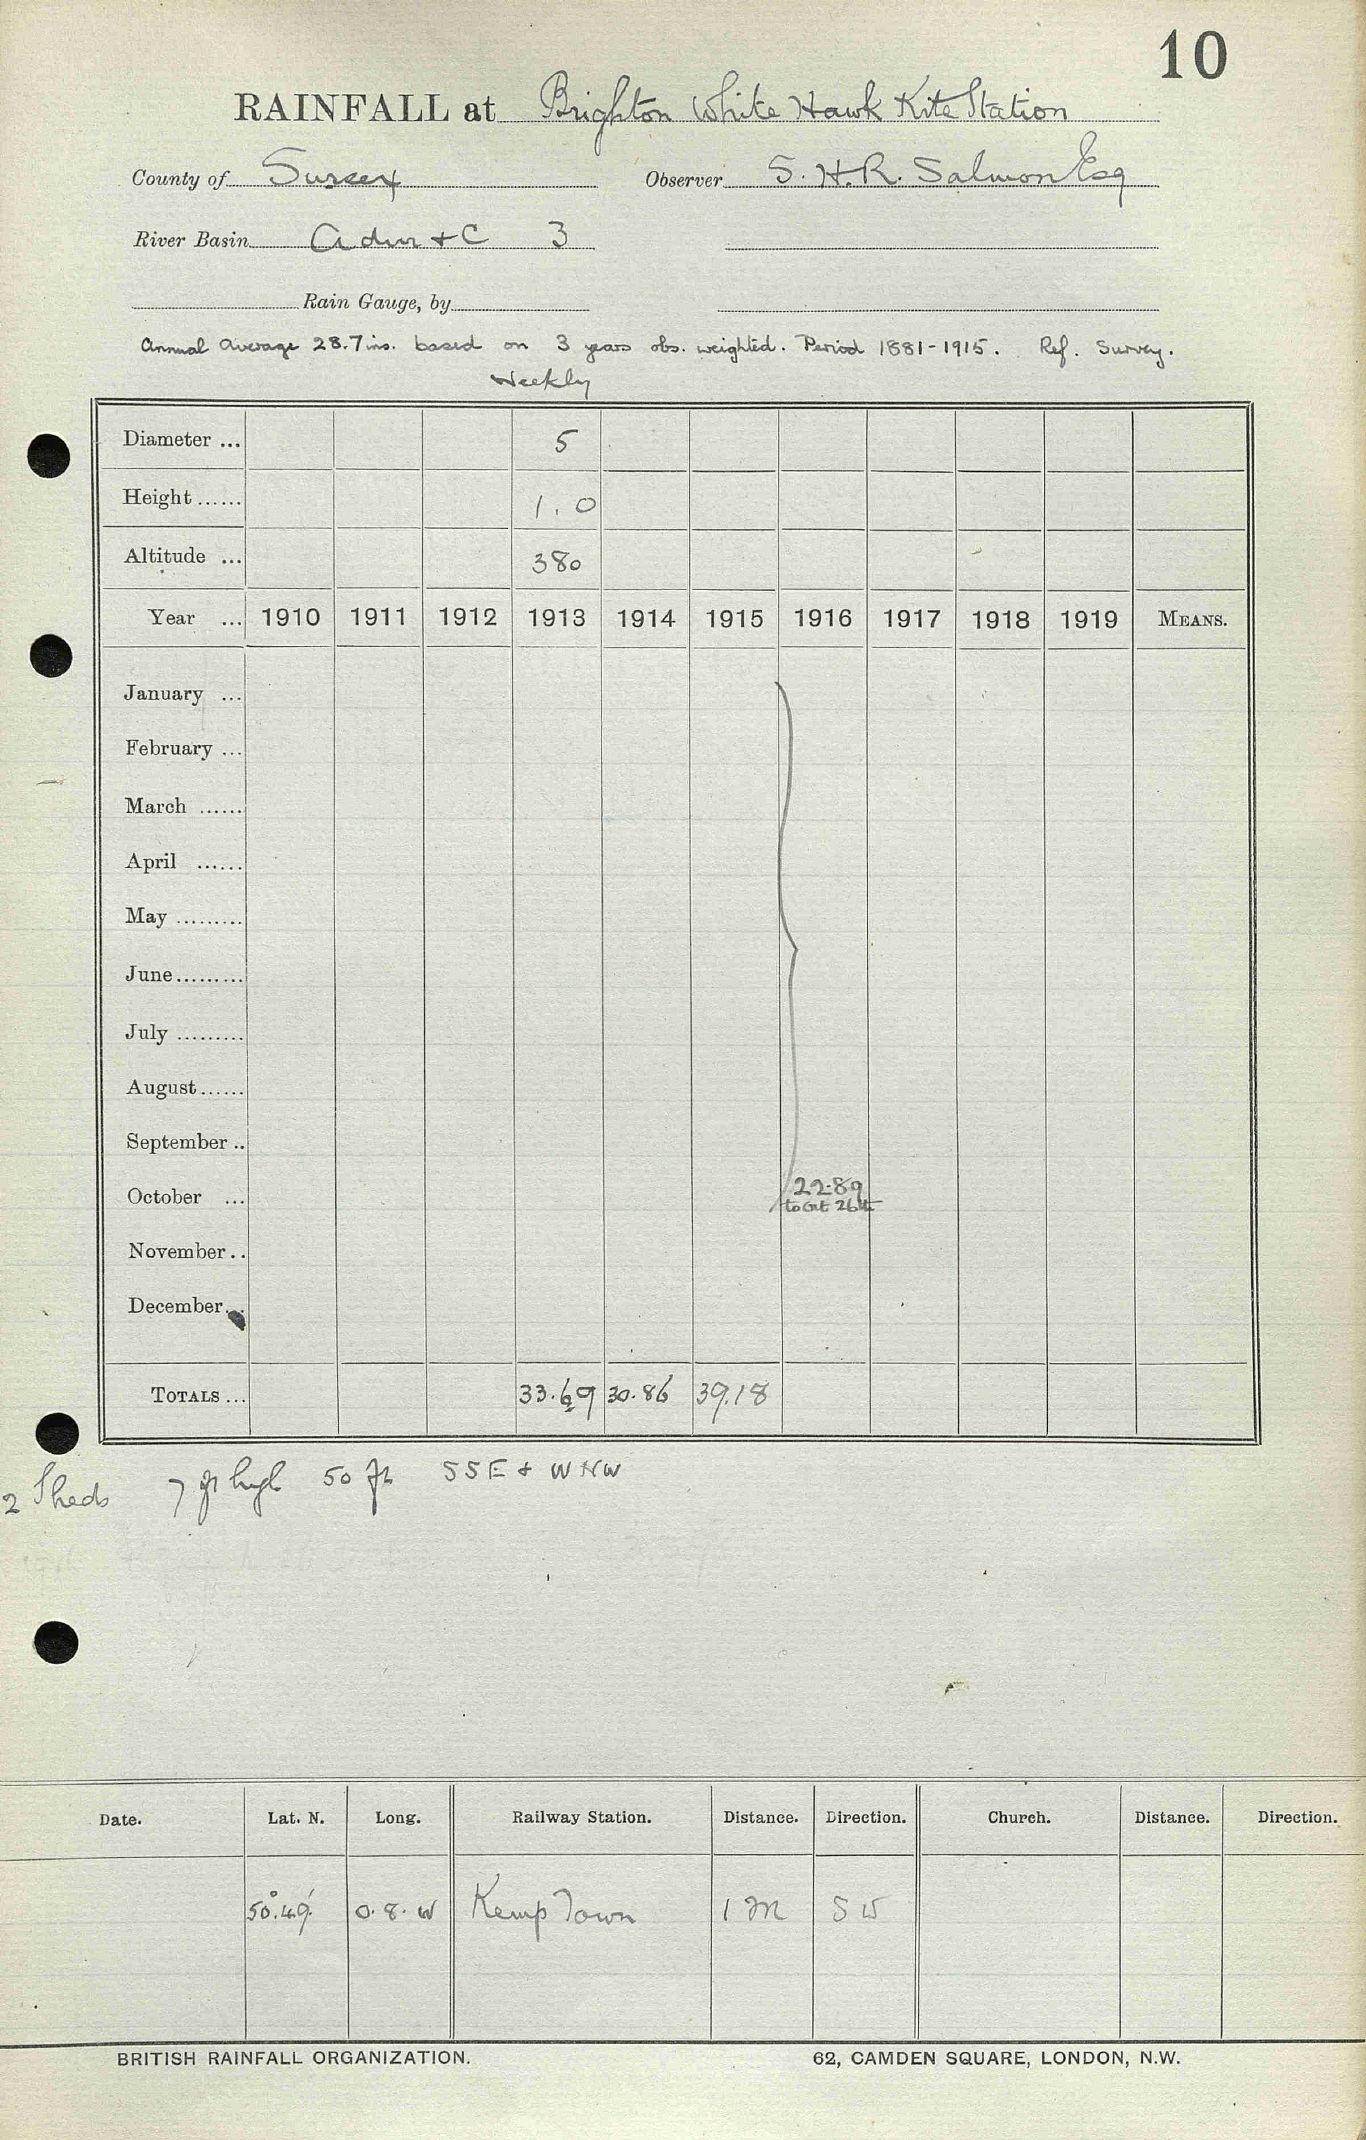 10
RAINFALL at Brighton White Hawk Kite Station
County of Sussex Observer S. H. R. Salmon Esq
River Basin Adur + C 3
Rain Gauge, by
Annual Average 28.7 ins. based on 3 years obs. weighted. Period 1881-1915. Ref. Survey.
Weekly
Diameter ... 5
Height ...... 1.0
Altitude ... 380
Year ... 1910 1911 1912 1913 1914 1915 1916 1917 1918 1919 MEANS.
January ...
February ...
March ......
April ......
May .........
June.........
July .........
August......
September ..
October ... 22.89
to Oct 26th
November..
December...
TOTALS ... 33.69 30.86 39.18
2 Sheds 7 ft high 50 ft SSE + WNW
Date. Lat. N. Long. Railway Station. Distance. Direction. Church. Distance. Direction.
50°.49' 0.8.W Kemp Town 1 M SW
BRITISH RAINFALL ORGANIZATION. 62, CAMDEN SQUARE, LONDON, N.W.